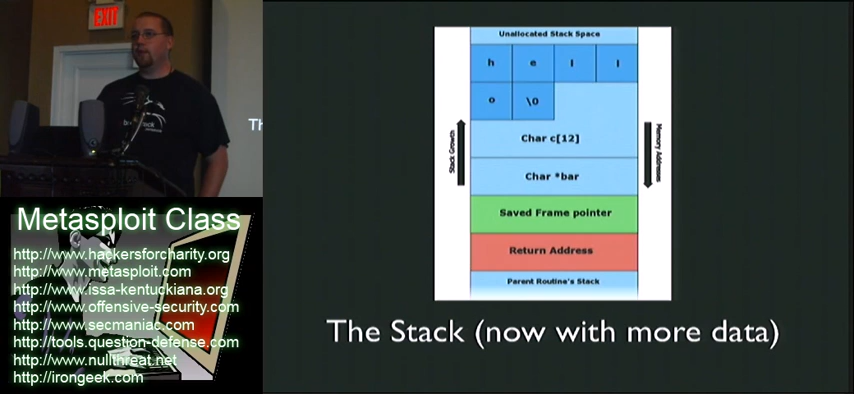 EXIT
Th
Metasploit Class
http://www.hackersforcharity.org
http://www.metasploit.com
http://www.issa-kentuckiana.org
http://www.offensive-security.com
http://www.secmaniac.com
http://tools.question-defense.com
http://www.nullthreat.net
http://irongeek.com
Unallocated Stack Space
h e l l
o \0
Char c[12]
Char *bar
Saved Frame pointer
Return Address
Parent Routine's Stack
Stack Growth
Memory Addresses
The Stack (now with more data)